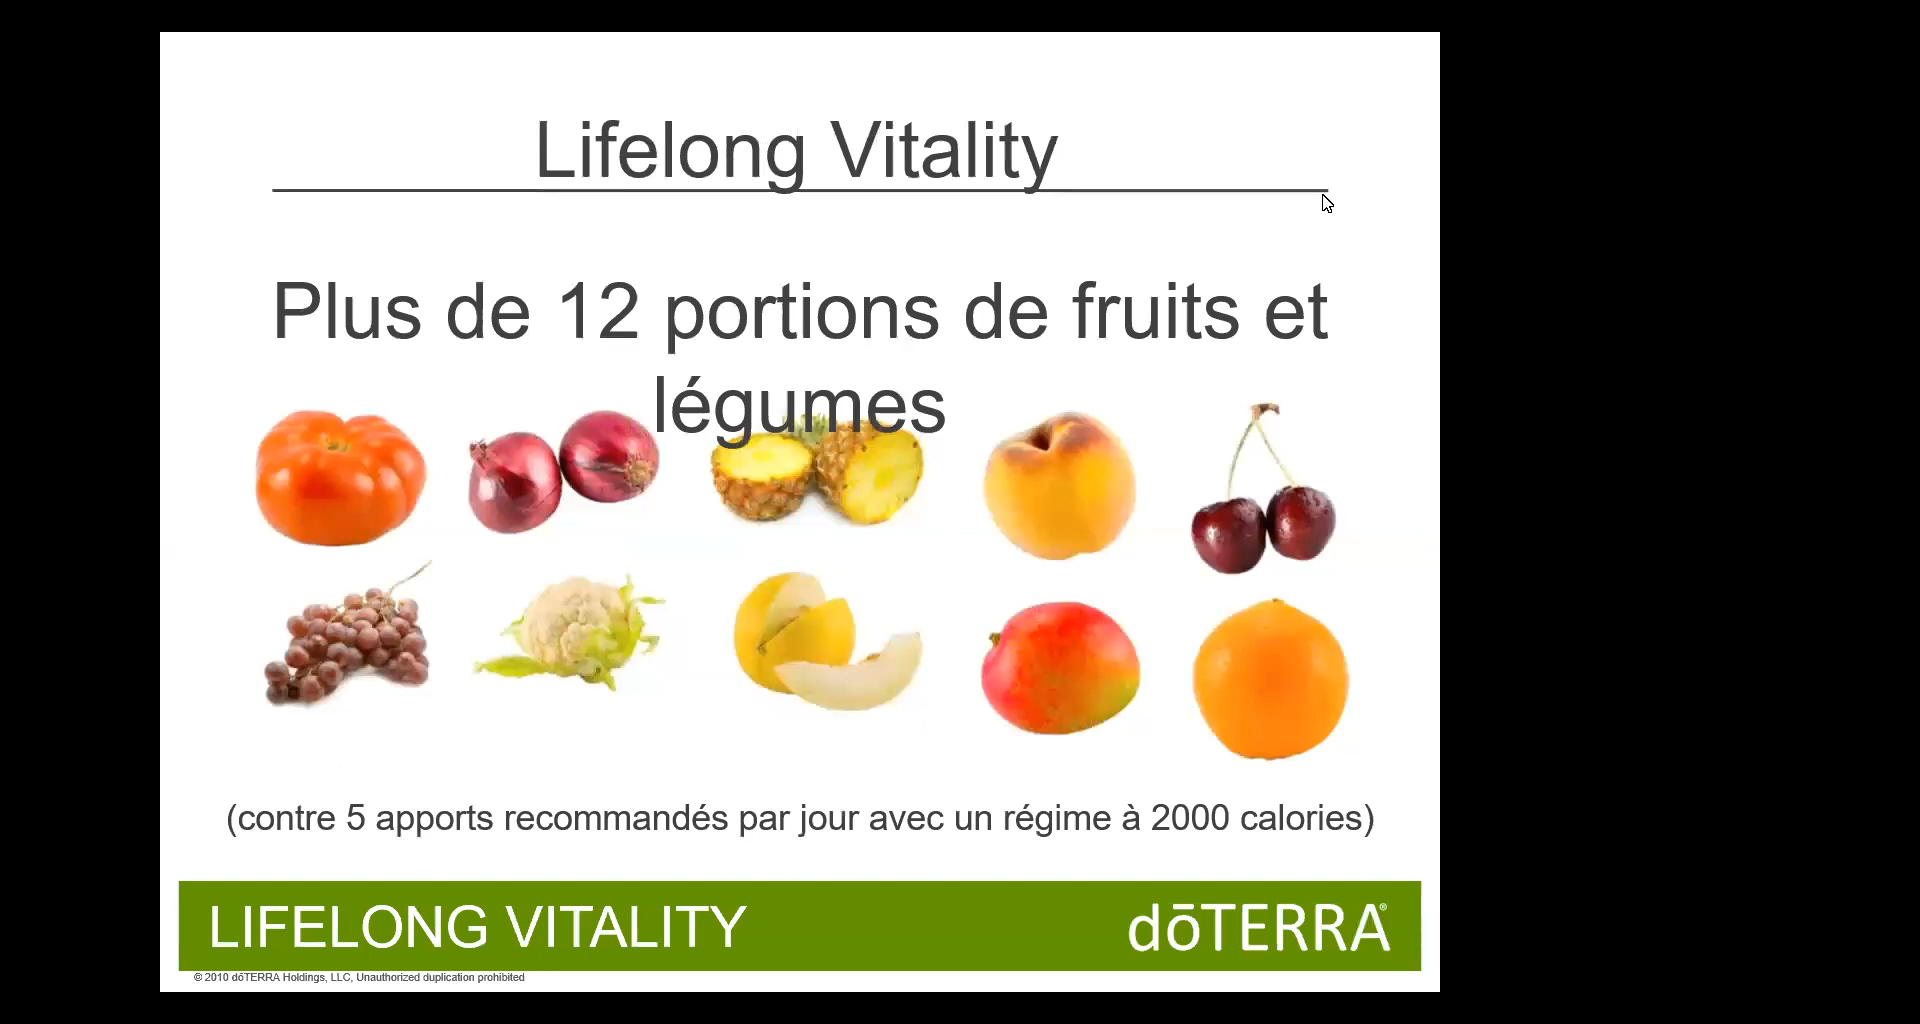 Lifelong Vitality
Plus de 12 portions de fruits et
légumes
(contre 5 apports recommandés par jour avec un régime à 2000 calories)
LIFELONG VITALITY
dōTERRA®
© 2010 dōTERRA Holdings, LLC, Unauthorized duplication prohibited